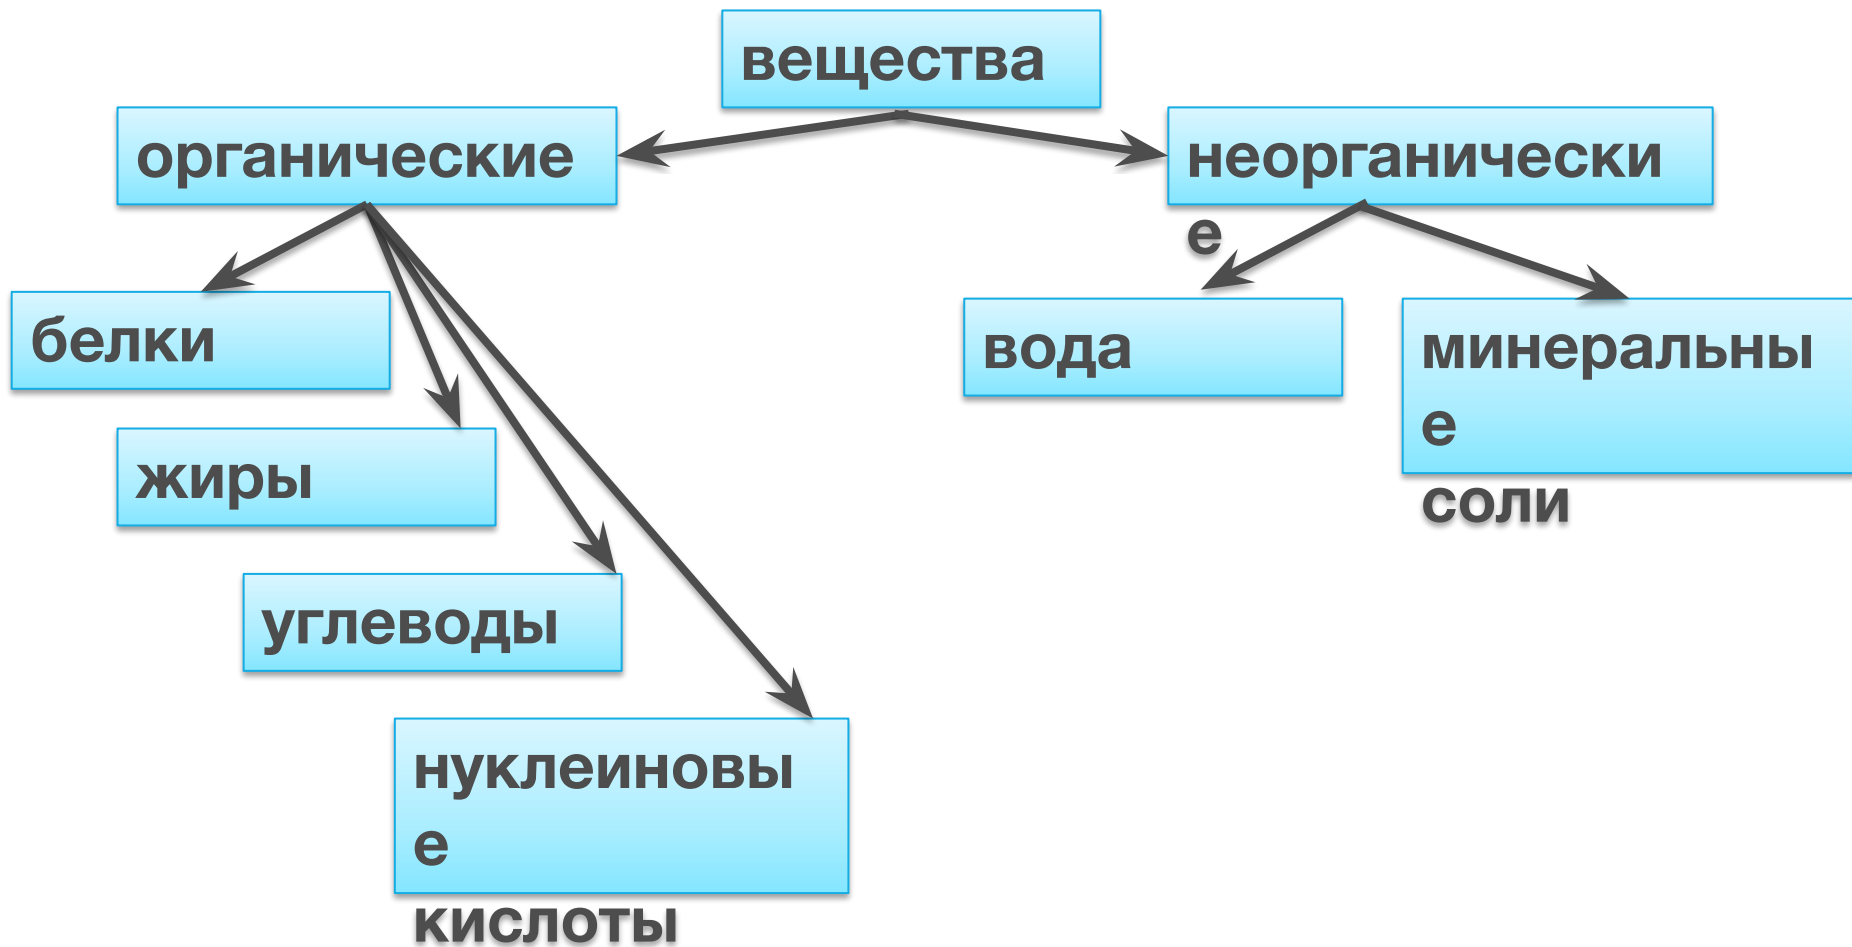 вещества
органические
неорганически
е
белки
жиры
углеводы
нуклеиновы
е
кислоты
вода
минеральны
е
соли